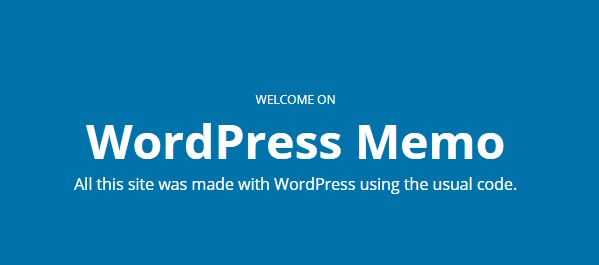 WELCOME ON
WordPress Memo
All this site was made with WordPress using the usual code.